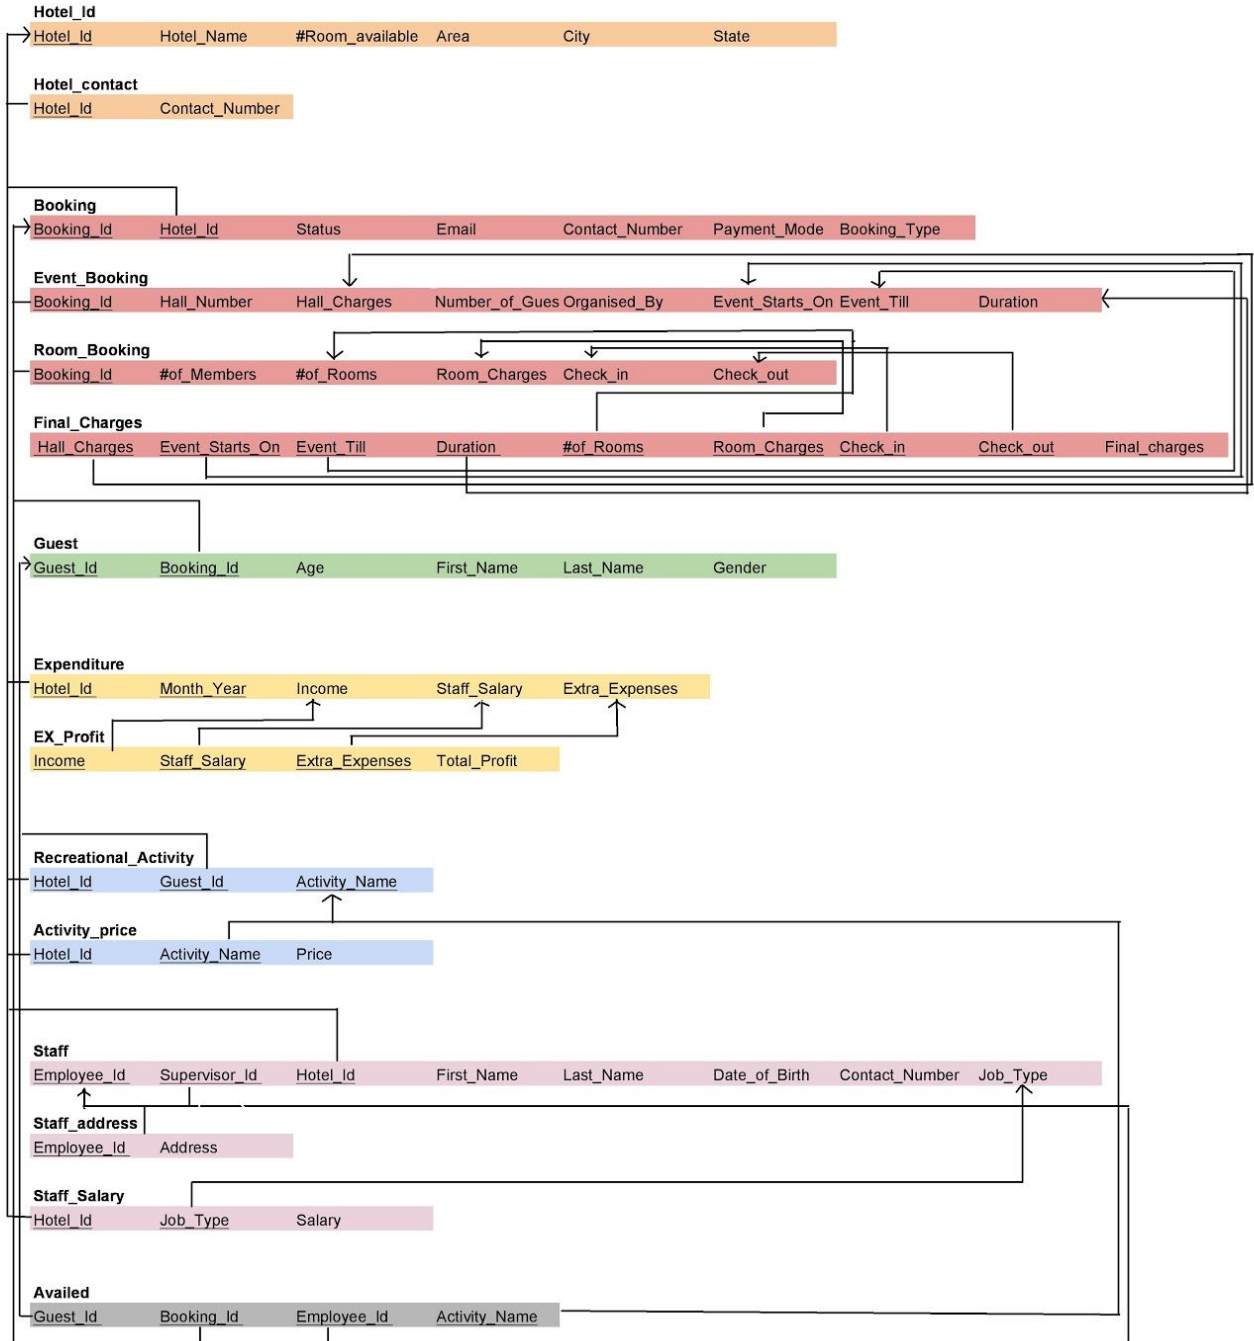 Hotel_Id
Hotel_Id Hotel_Name #Room_available Area City State
Hotel_contact
Hotel_Id Contact_Number
Booking
Booking_Id Hotel_Id Status Email Contact_Number Payment_Mode Booking_Type
Event_Booking
Booking_Id Hall_Number Hall_Charges Number_of_Gues Organised_By Event_Starts_On Event_Till Duration
Room_Booking
Booking_Id #of_Members #of_Rooms Room_Charges Check_in Check_out
Final_Charges
Hall_Charges Event_Starts_On Event_Till Duration #of_Rooms Room_Charges Check_in Check_out Final_charges
Guest
Guest_Id Booking_Id Age First_Name Last_Name Gender
Expenditure
Hotel_Id Month_Year Income Staff_Salary Extra_Expenses
EX_Profit
Income Staff_Salary Extra_Expenses Total_Profit
Recreational_Activity
Hotel_Id Guest_Id Activity_Name
Activity_price
Hotel_Id Activity_Name Price
Staff
Employee_Id Supervisor_Id Hotel_Id First_Name Last_Name Date_of_Birth Contact_Number Job_Type
Staff_address
Employee_Id Address
Staff_Salary
Hotel_Id Job_Type Salary
Availed
Guest_Id Booking_Id Employee_Id Activity_Name